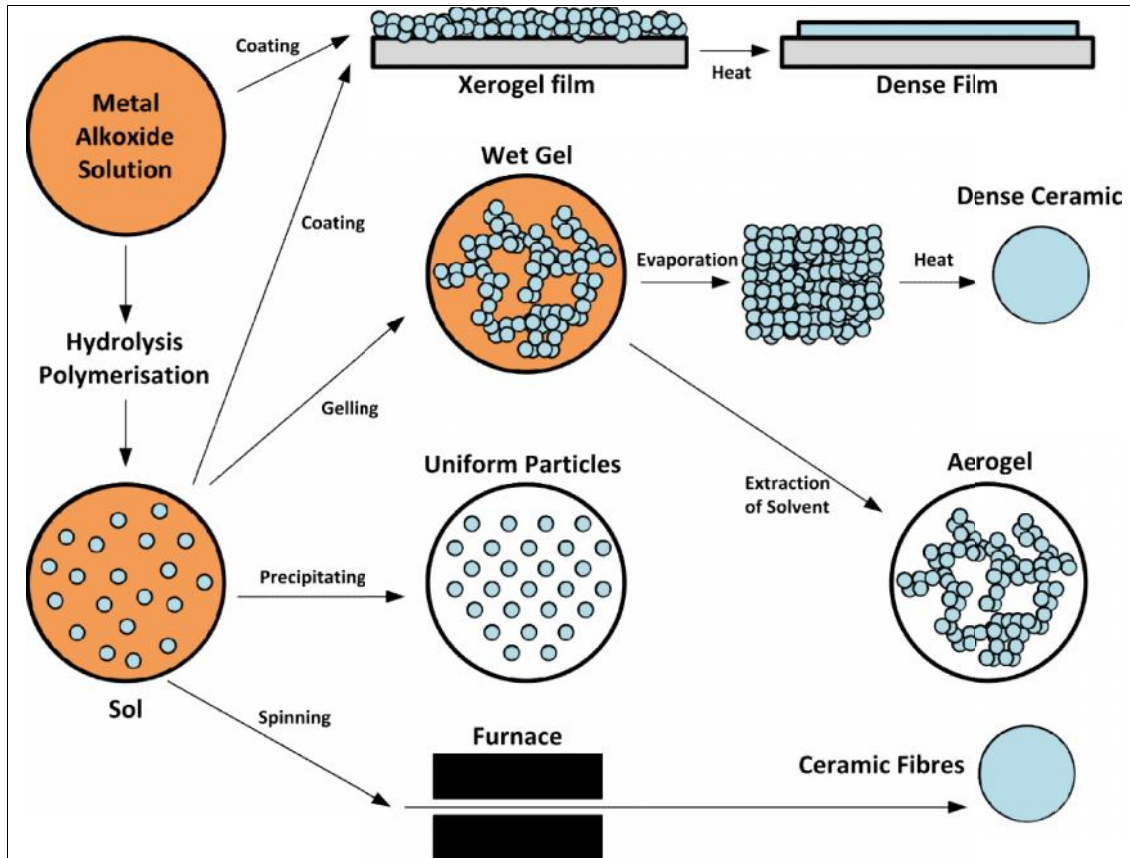 Metal
Alkoxide
Solution
Coating
Xerogel film
Heat
Dense Film
Coating
Wet Gel
Evaporation
Heat
Dense Ceramic
Hydrolysis
Polymerisation
Gelling
Extraction
of Solvent
Aerogel
Uniform Particles
Precipitating
Sol
Spinning
Furnace
Ceramic Fibres